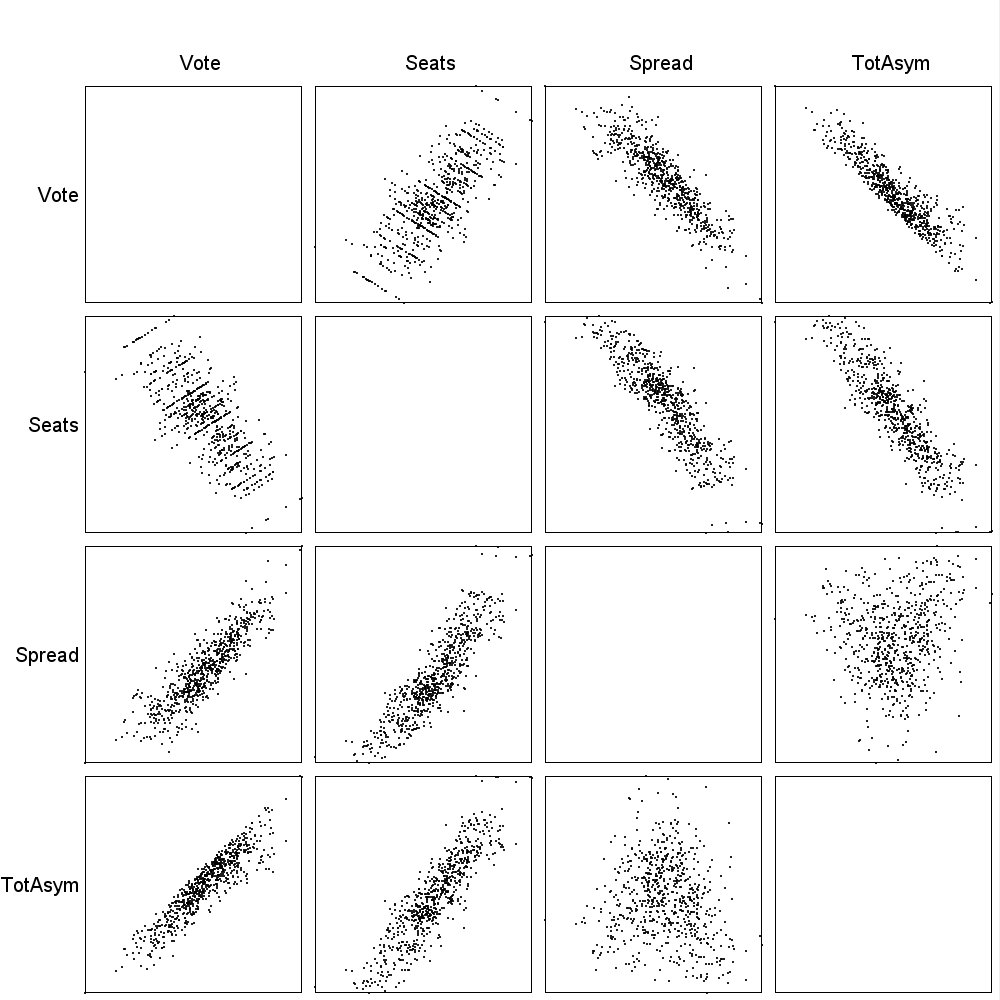 Vote Seats Spread TotAsym
Vote
Seats
Spread
TotAsym